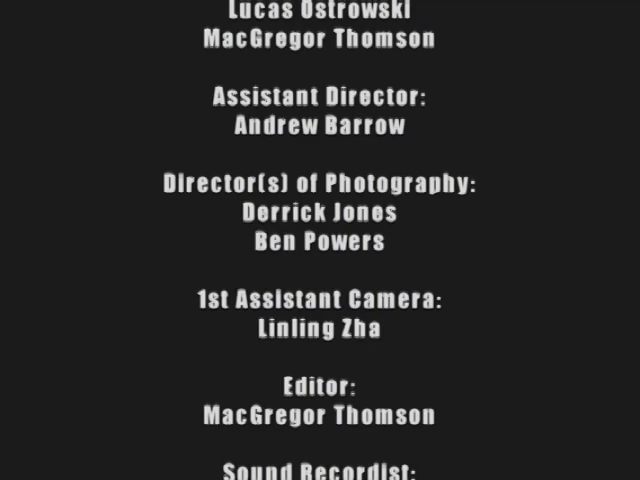 Lucas Ostrowski
MacGregor Thomson
Assistant Director:
Andrew Barrow
Director(s) of Photography:
Derrick Jones
Ben Powers
1st Assistant Camera:
Linling Zha
Editor:
MacGregor Thomson
Sound Recordist: